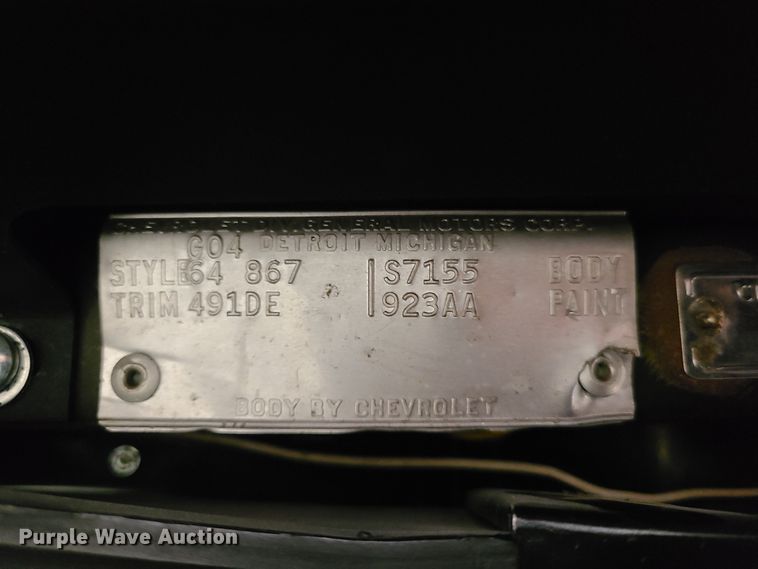 GENERAL MOTORS CORP.
G04 DETROIT MICHIGAN
STYLE 64 867 S7155 BODY
TRIM 491DE 923AA PAINT
BODY BY CHEVROLET
Purple Wave Auction